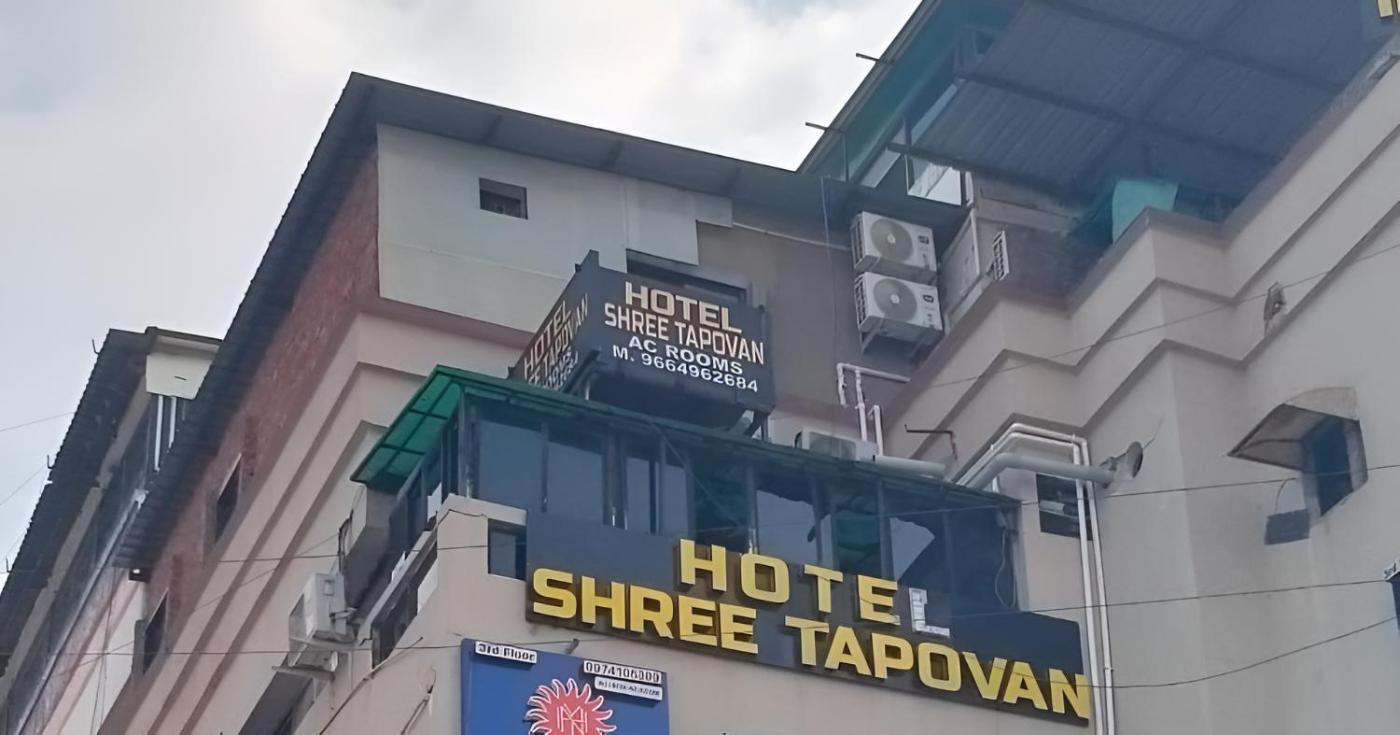 HOTEL
SHREE TAPOVAN
AC ROOMS
M. 9664962684
HOTEL
HOTEL
SHREE TAPOVAN
3rd Floor